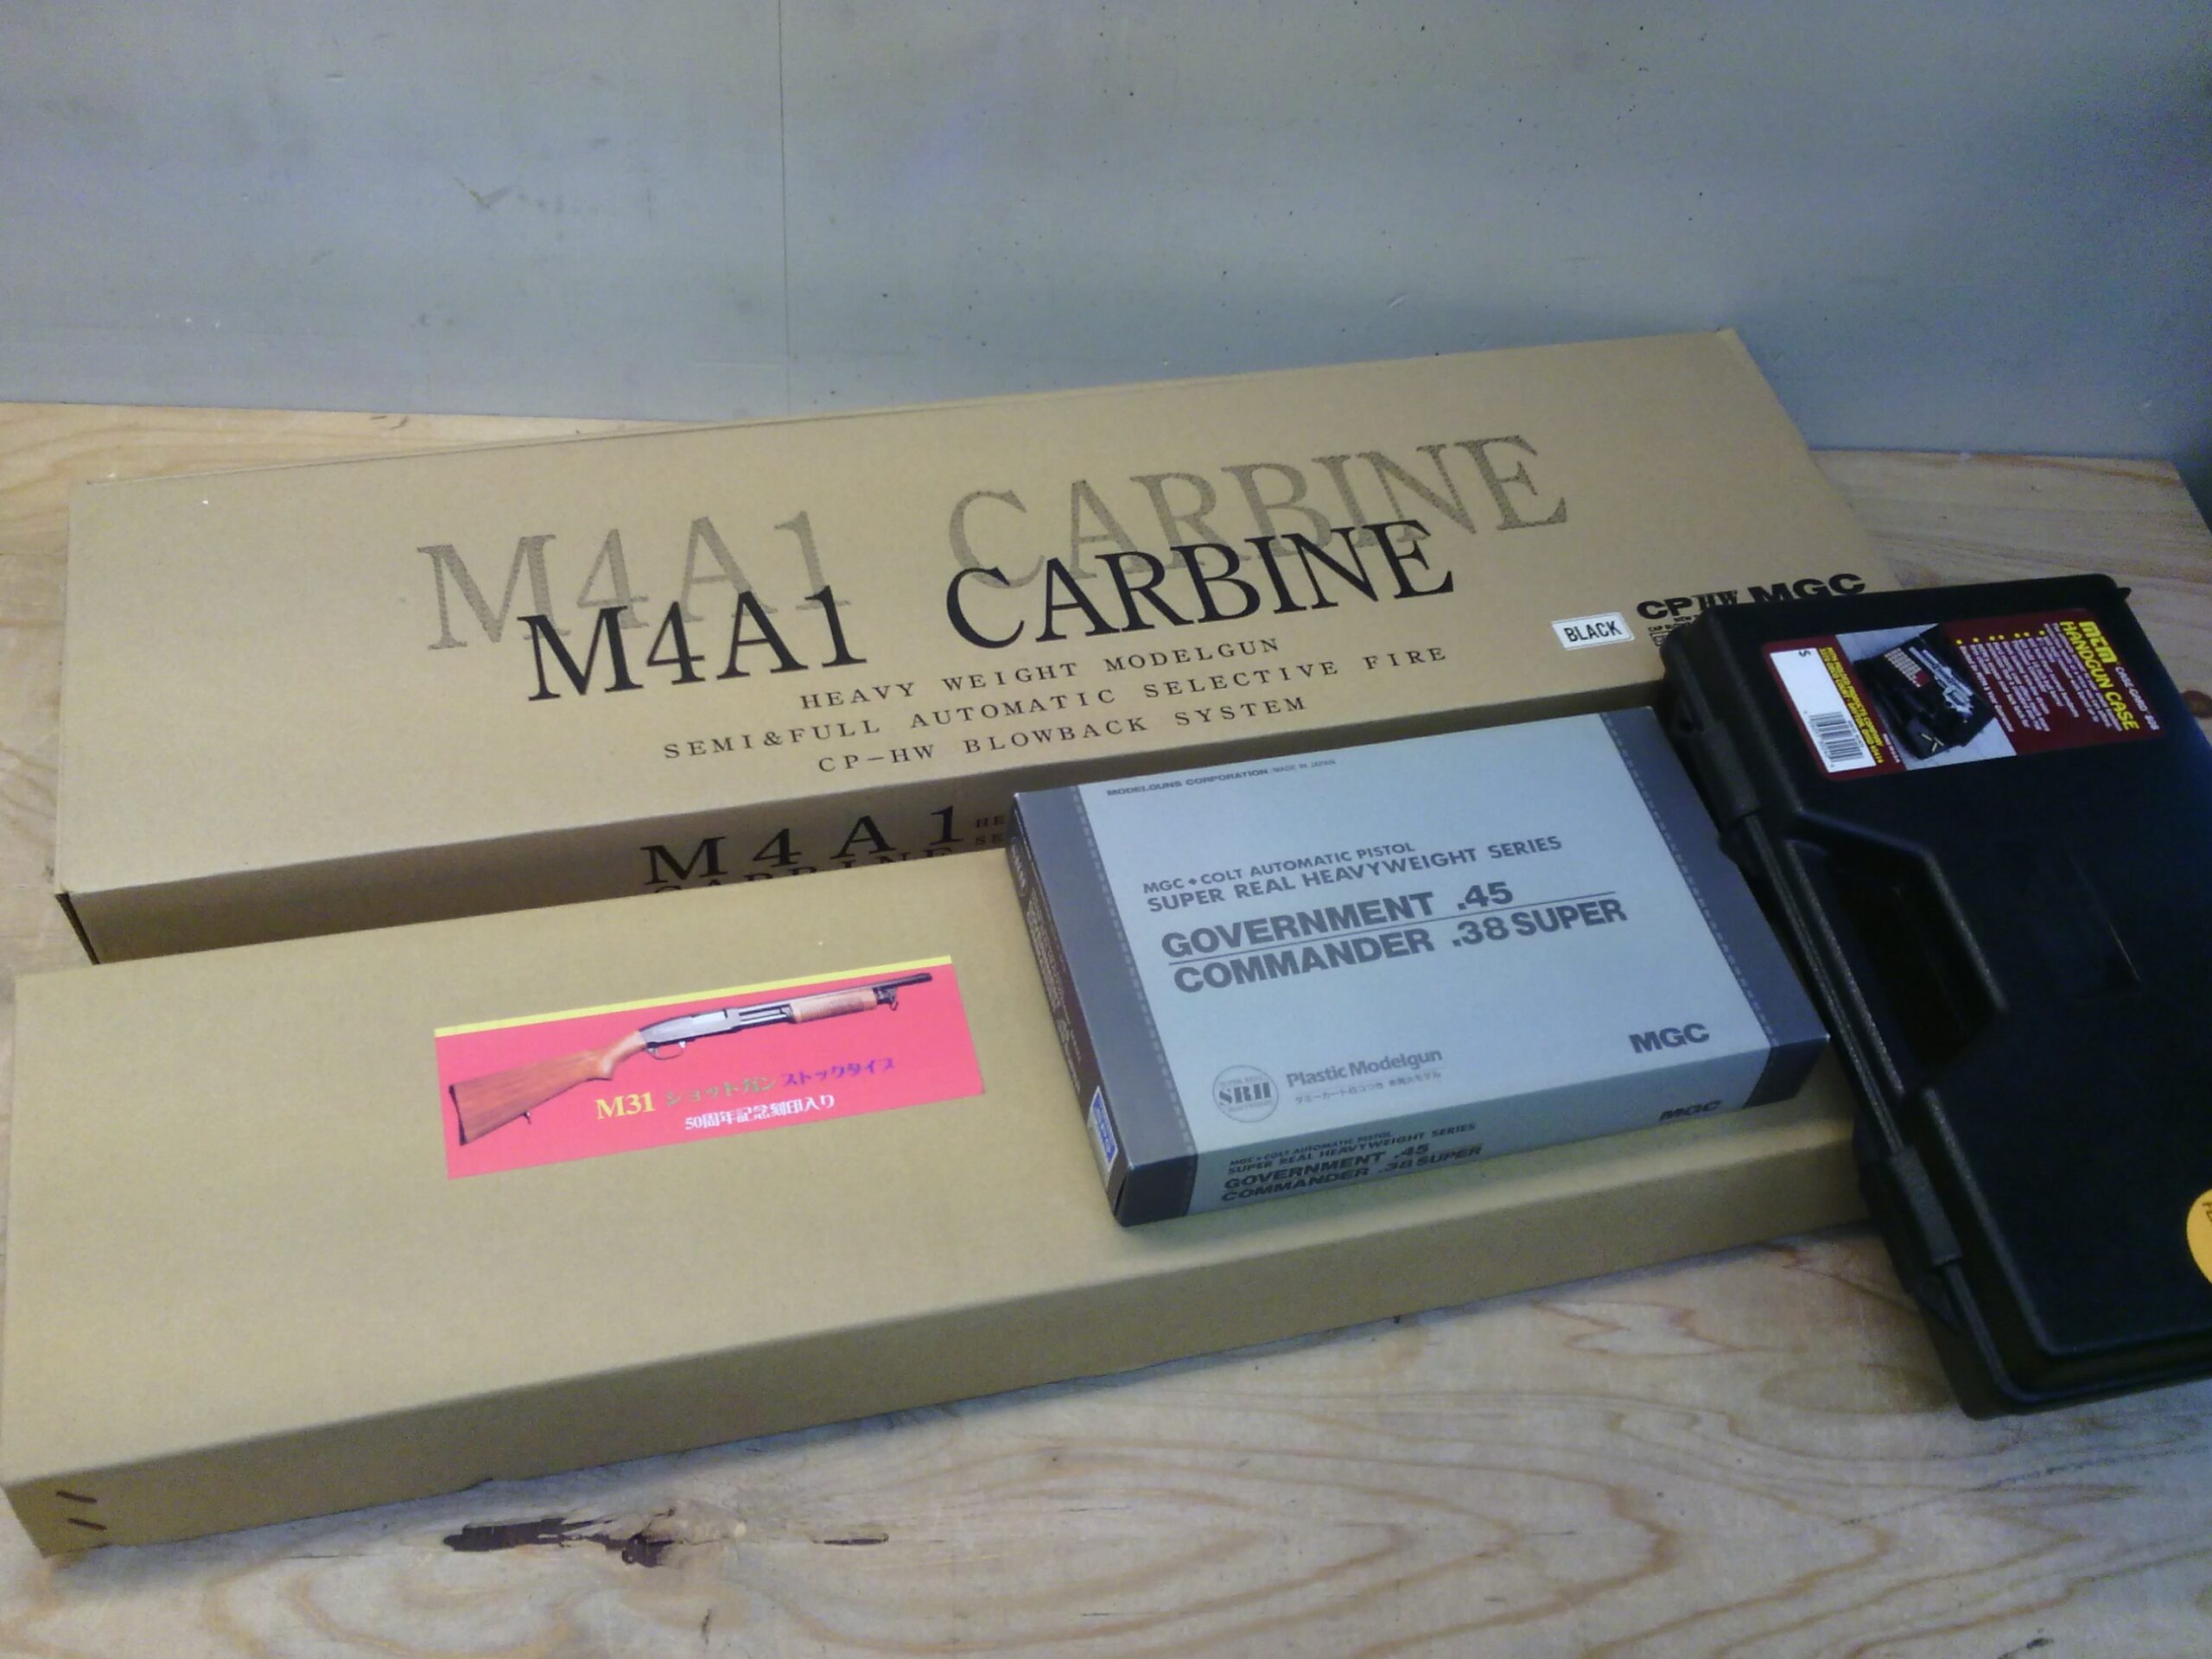 M4A1 CARBINE
M4A1 CARBINE
HEAVY WEIGHT MODELGUN
SEMI&FULL AUTOMATIC SELECTIVE FIRE
CP-HW BLOWBACK SYSTEM
BLACK
CP HW MGC
M4A1
CARBINE
MTM
HANDGUN CASE
MODELGUNS CORPORATION MADE IN JAPAN
MGC◆COLT AUTOMATIC PISTOL
SUPER REAL HEAVYWEIGHT SERIES
GOVERNMENT .45
COMMANDER .38 SUPER
MGC
SRH
Plastic Modelgun
MGC
MGC◆COLT AUTOMATIC PISTOL
SUPER REAL HEAVYWEIGHT SERIES
GOVERNMENT .45
COMMANDER .38 SUPER
M31 ショットガン ストックタイプ
50周年記念刻印入り